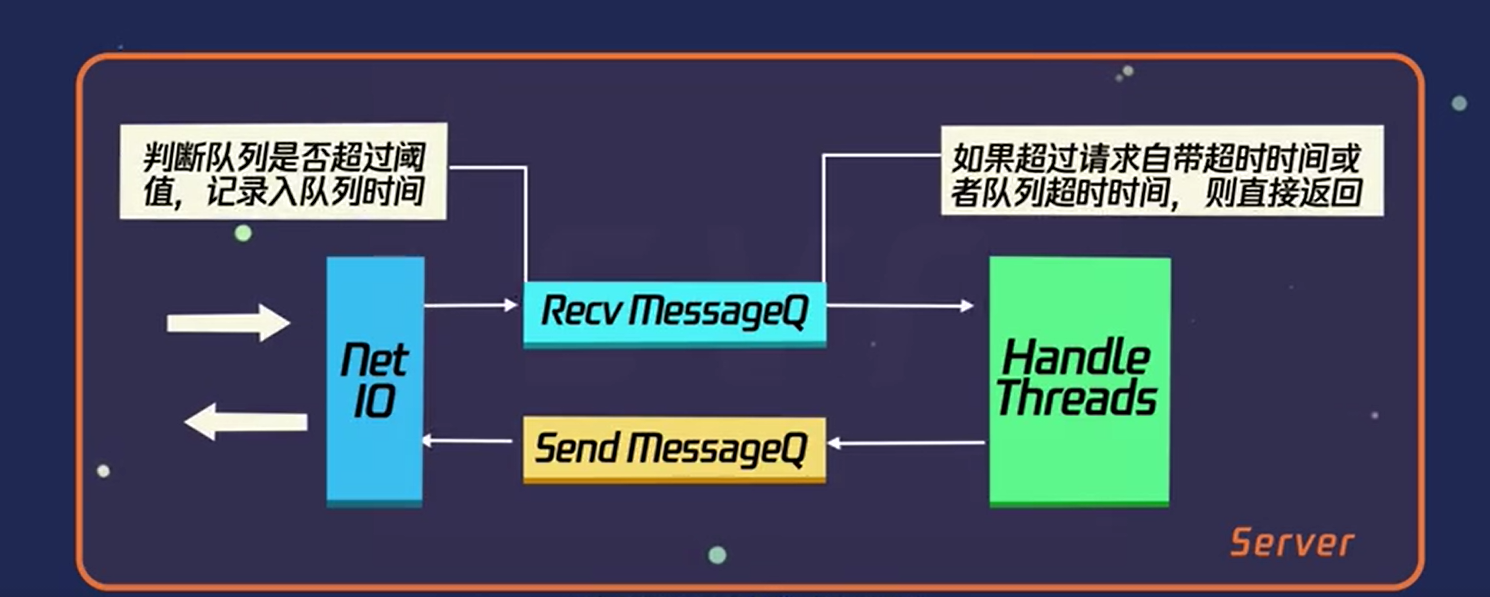 判断队列是否超过阈
值，记录入队列时间
如果超过请求自带超时时间或
者队列超时时间，则直接返回
Net
IO
Recv MessageQ
Handle
Threads
Send MessageQ
Server